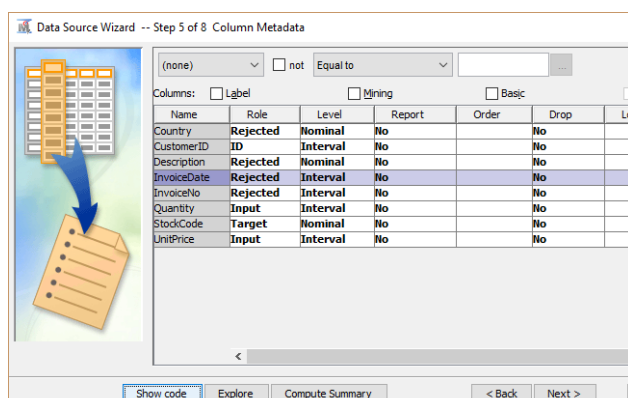 Data Source Wizard -- Step 5 of 8 Column Metadata
(none) not Equal to ...
Columns: Label Mining Basic
Name Role Level Report Order Drop
Country Rejected Nominal No No
CustomerID ID Interval No No
Description Rejected Nominal No No
InvoiceDate Rejected Interval No No
InvoiceNo Rejected Interval No No
Quantity Input Interval No No
StockCode Target Nominal No No
UnitPrice Input Interval No No
Show code Explore Compute Summary < Back Next >